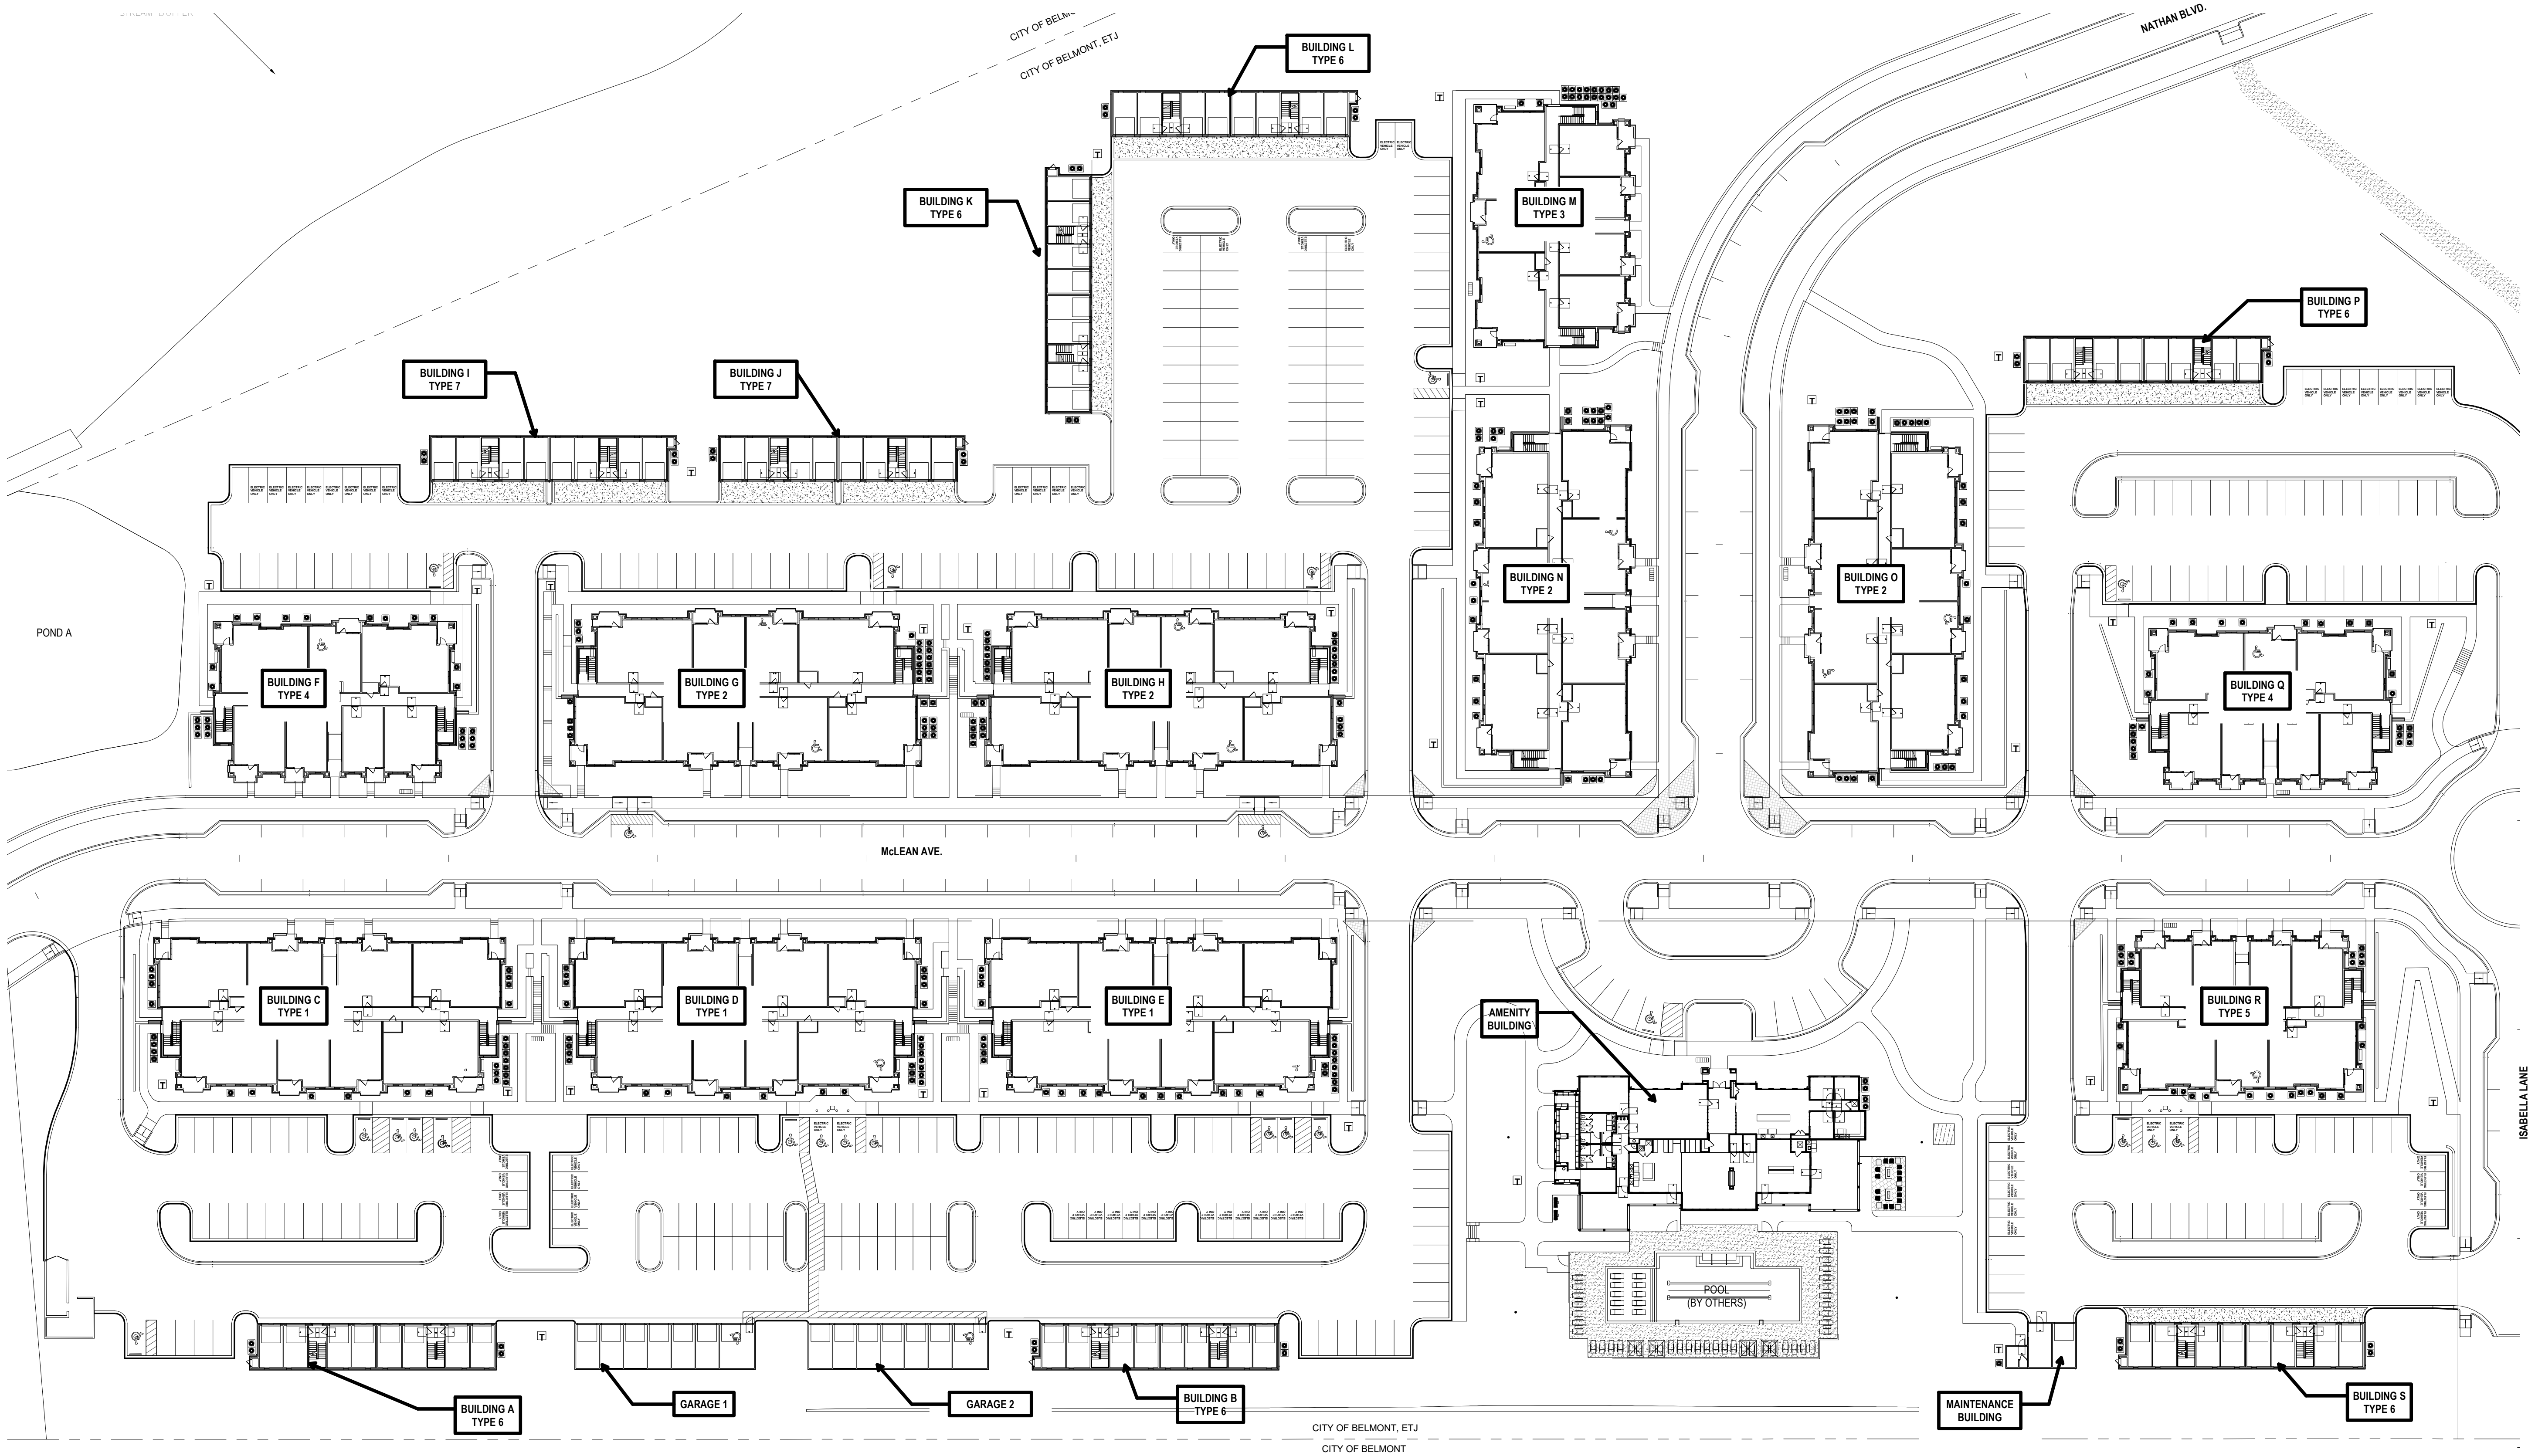 NATHAN BLVD.
CITY OF BELMONT, ETJ
BUILDING L
TYPE 6
BUILDING K
TYPE 6
BUILDING M
TYPE 3
BUILDING P
TYPE 6
BUILDING I
TYPE 7
BUILDING J
TYPE 7
ELECTRIC
VEHICLE
ONLY
BUILDING N
TYPE 2
BUILDING O
TYPE 2
POND A
BUILDING F
TYPE 4
BUILDING G
TYPE 2
BUILDING H
TYPE 2
BUILDING Q
TYPE 4
McLEAN AVE.
BUILDING C
TYPE 1
BUILDING D
TYPE 1
BUILDING E
TYPE 1
AMENITY
BUILDING
BUILDING R
TYPE 5
ISABELLA LANE
POOL
(BY OTHERS)
BUILDING A
TYPE 6
GARAGE 1
GARAGE 2
BUILDING B
TYPE 6
MAINTENANCE
BUILDING
BUILDING S
TYPE 6
CITY OF BELMONT, ETJ
CITY OF BELMONT